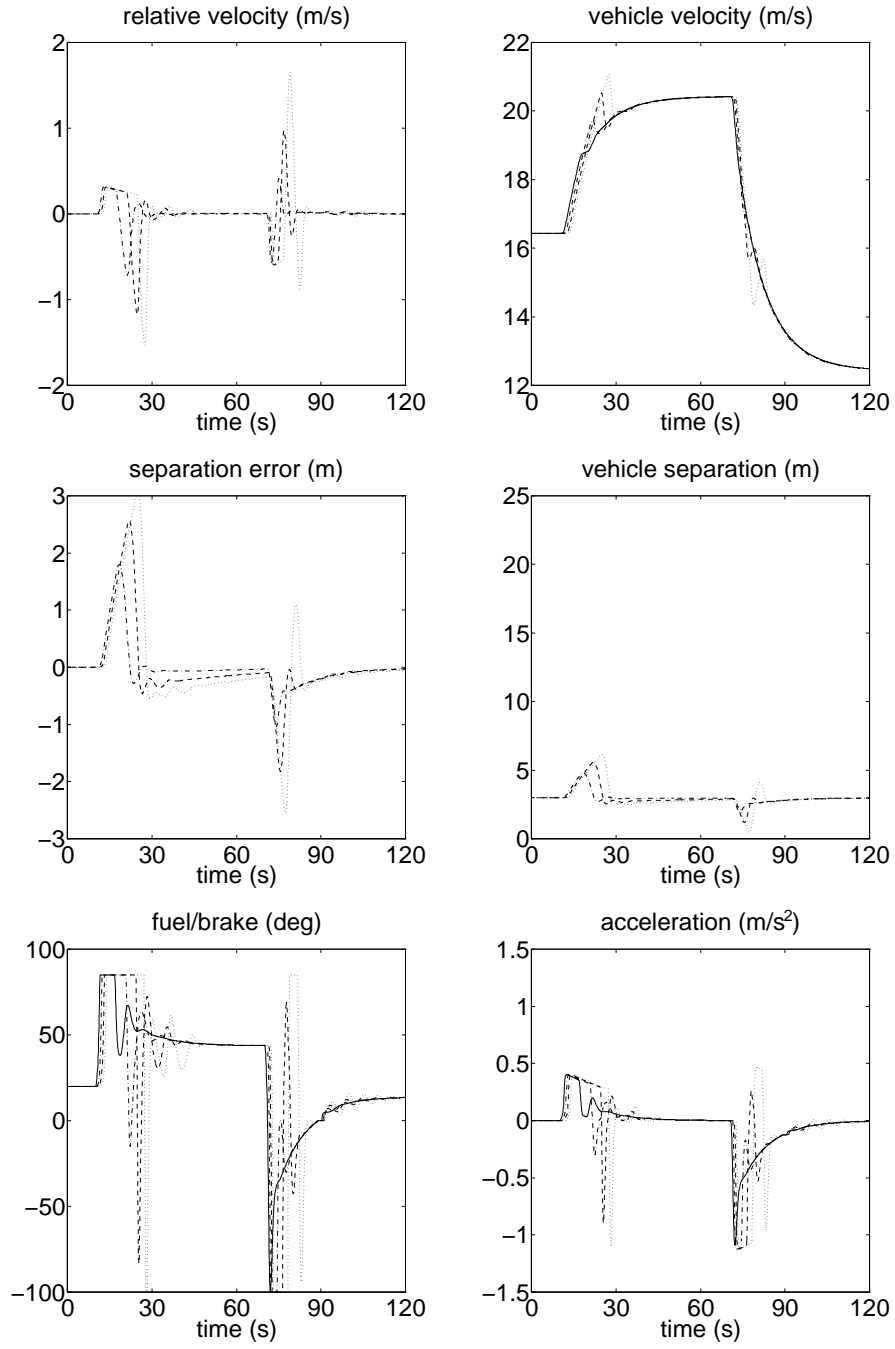 relative velocity (m/s)
2
1
0
−1
−2
0 30 60 90 120
time (s)
vehicle velocity (m/s)
22
20
18
16
14
12
0 30 60 90 120
time (s)
separation error (m)
3
2
1
0
−1
−2
−3
0 30 60 90 120
time (s)
vehicle separation (m)
25
20
15
10
5
0
0 30 60 90 120
time (s)
fuel/brake (deg)
100
50
0
−50
−100
0 30 60 90 120
time (s)
acceleration (m/s²)
1.5
1
0.5
0
−0.5
−1
−1.5
0 30 60 90 120
time (s)